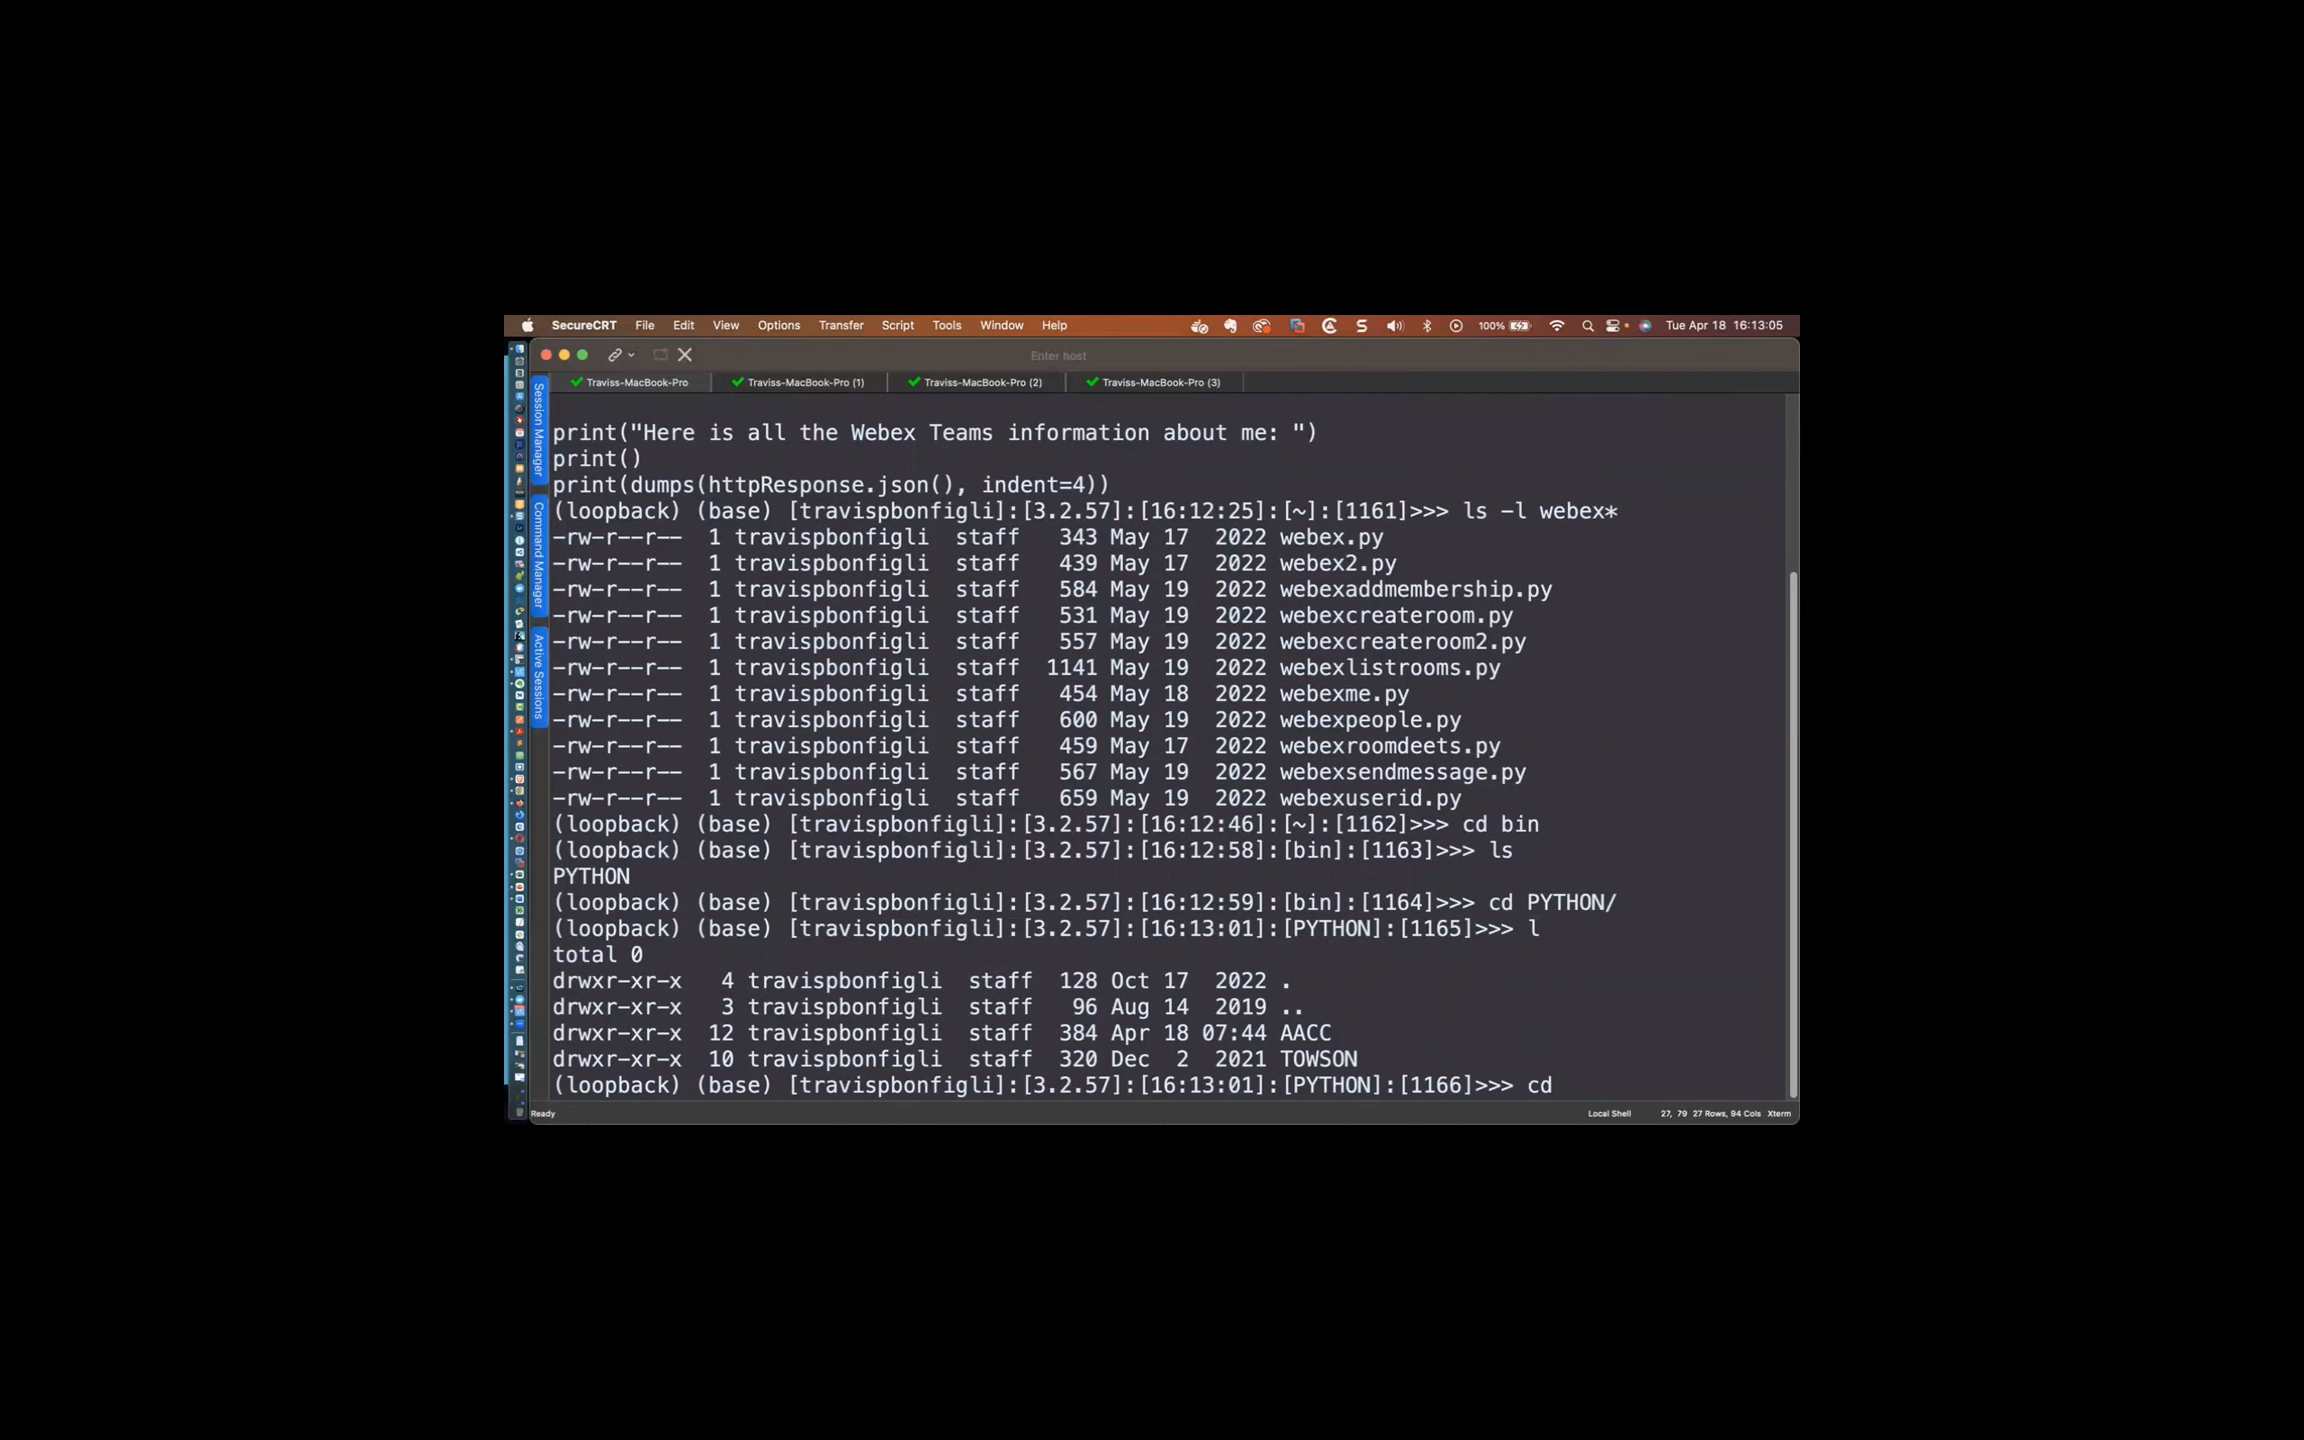 SecureCRT File Edit View Options Transfer Script Tools Window Help 100% Tue Apr 18 16:13:05
Enter host
Traviss-MacBook-Pro Traviss-MacBook-Pro (1) Traviss-MacBook-Pro (2) Traviss-MacBook-Pro (3)
Session Manager
Command Manager
Active Sessions
print("Here is all the Webex Teams information about me: ")
print()
print(dumps(httpResponse.json(), indent=4))
(loopback) (base) [travispbonfigli]:[3.2.57]:[16:12:25]:[~]:[1161]>>> ls -l webex*
-rw-r--r-- 1 travispbonfigli staff 343 May 17 2022 webex.py
-rw-r--r-- 1 travispbonfigli staff 439 May 17 2022 webex2.py
-rw-r--r-- 1 travispbonfigli staff 584 May 19 2022 webexaddmembership.py
-rw-r--r-- 1 travispbonfigli staff 531 May 19 2022 webexcreateroom.py
-rw-r--r-- 1 travispbonfigli staff 557 May 19 2022 webexcreateroom2.py
-rw-r--r-- 1 travispbonfigli staff 1141 May 19 2022 webexlistrooms.py
-rw-r--r-- 1 travispbonfigli staff 454 May 18 2022 webexme.py
-rw-r--r-- 1 travispbonfigli staff 600 May 19 2022 webexpeople.py
-rw-r--r-- 1 travispbonfigli staff 459 May 17 2022 webexroomdeets.py
-rw-r--r-- 1 travispbonfigli staff 567 May 19 2022 webexsendmessage.py
-rw-r--r-- 1 travispbonfigli staff 659 May 19 2022 webexuserid.py
(loopback) (base) [travispbonfigli]:[3.2.57]:[16:12:46]:[~]:[1162]>>> cd bin
(loopback) (base) [travispbonfigli]:[3.2.57]:[16:12:58]:[bin]:[1163]>>> ls
PYTHON
(loopback) (base) [travispbonfigli]:[3.2.57]:[16:12:59]:[bin]:[1164]>>> cd PYTHON/
(loopback) (base) [travispbonfigli]:[3.2.57]:[16:13:01]:[PYTHON]:[1165]>>> l
total 0
drwxr-xr-x 4 travispbonfigli staff 128 Oct 17 2022 .
drwxr-xr-x 3 travispbonfigli staff 96 Aug 14 2019 ..
drwxr-xr-x 12 travispbonfigli staff 384 Apr 18 07:44 AACC
drwxr-xr-x 10 travispbonfigli staff 320 Dec 2 2021 TOWSON
(loopback) (base) [travispbonfigli]:[3.2.57]:[16:13:01]:[PYTHON]:[1166]>>> cd
Ready Local Shell 27, 79 27 Rows, 94 Cols Xterm